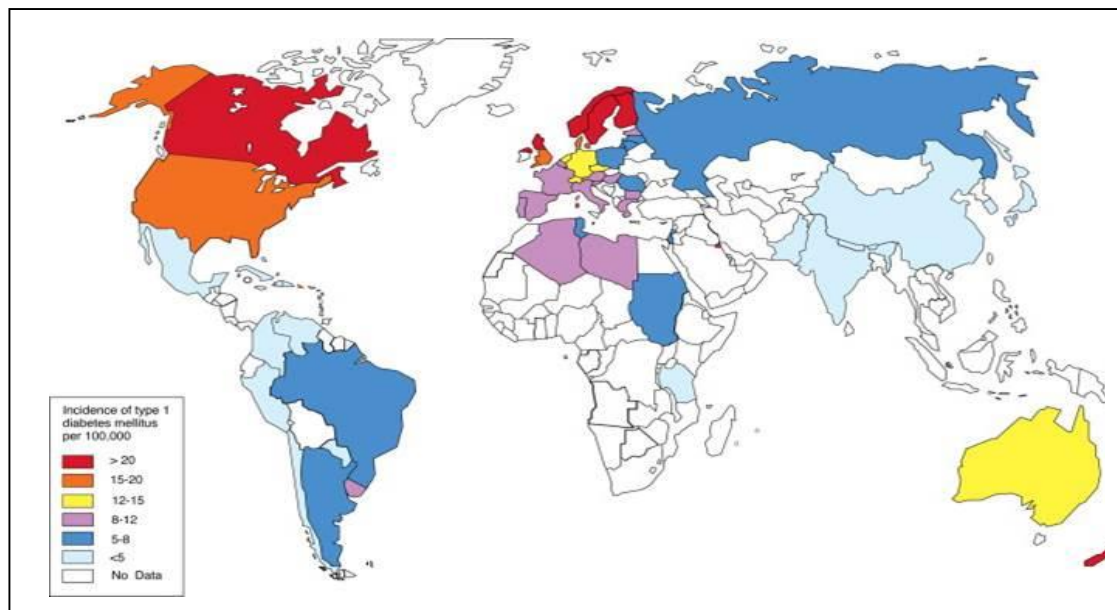 Incidence of type 1
diabetes mellitus
per 100,000
> 20
15-20
12-15
8-12
5-8
<5
No Data